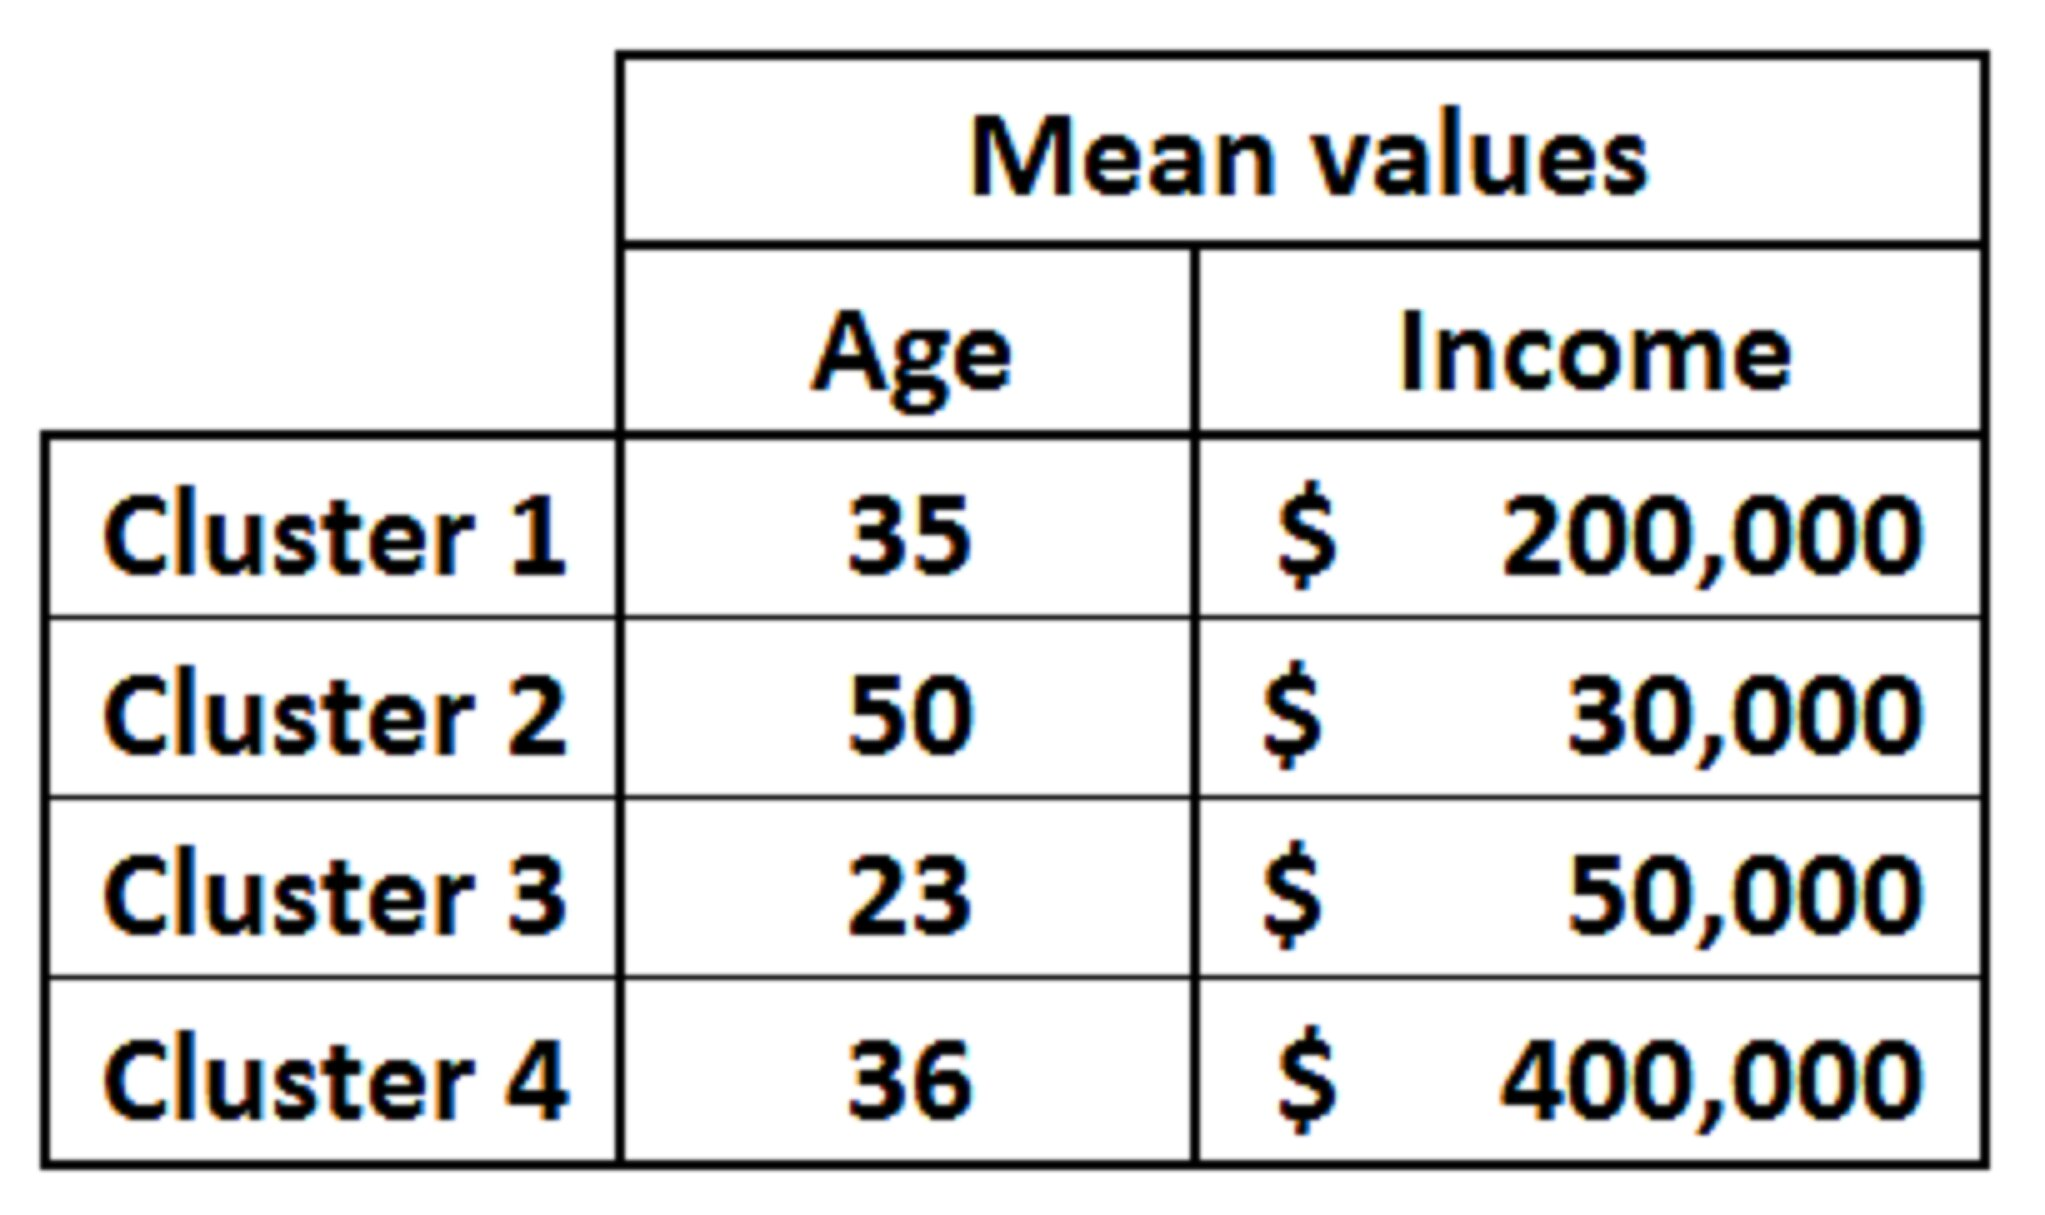 Mean values
Age Income
Cluster 1 35 $ 200,000
Cluster 2 50 $ 30,000
Cluster 3 23 $ 50,000
Cluster 4 36 $ 400,000